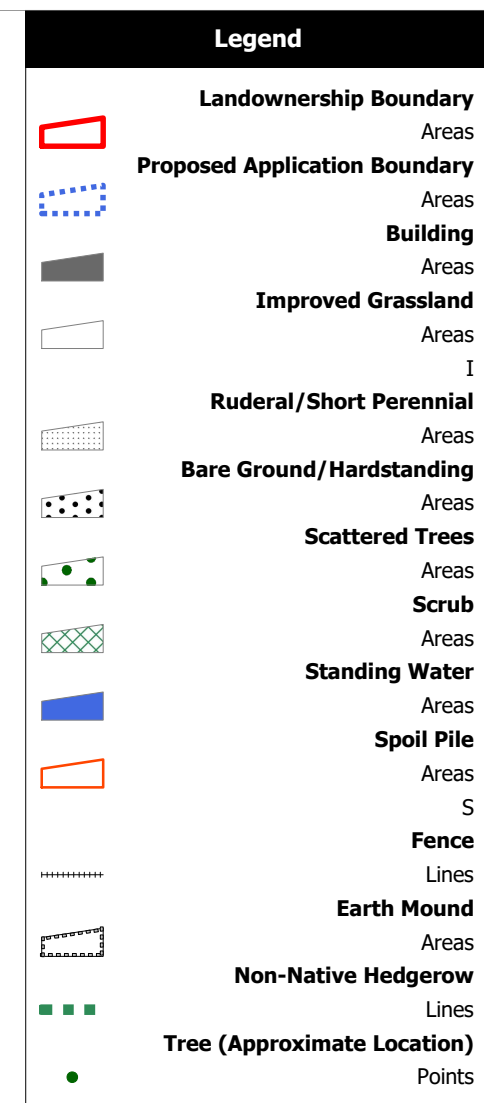 Legend
Landownership Boundary
Areas
Proposed Application Boundary
Areas
Building
Areas
Improved Grassland
Areas
I
Ruderal/Short Perennial
Areas
Bare Ground/Hardstanding
Areas
Scattered Trees
Areas
Scrub
Areas
Standing Water
Areas
Spoil Pile
Areas
S
Fence
Lines
Earth Mound
Areas
Non-Native Hedgerow
Lines
Tree (Approximate Location)
Points